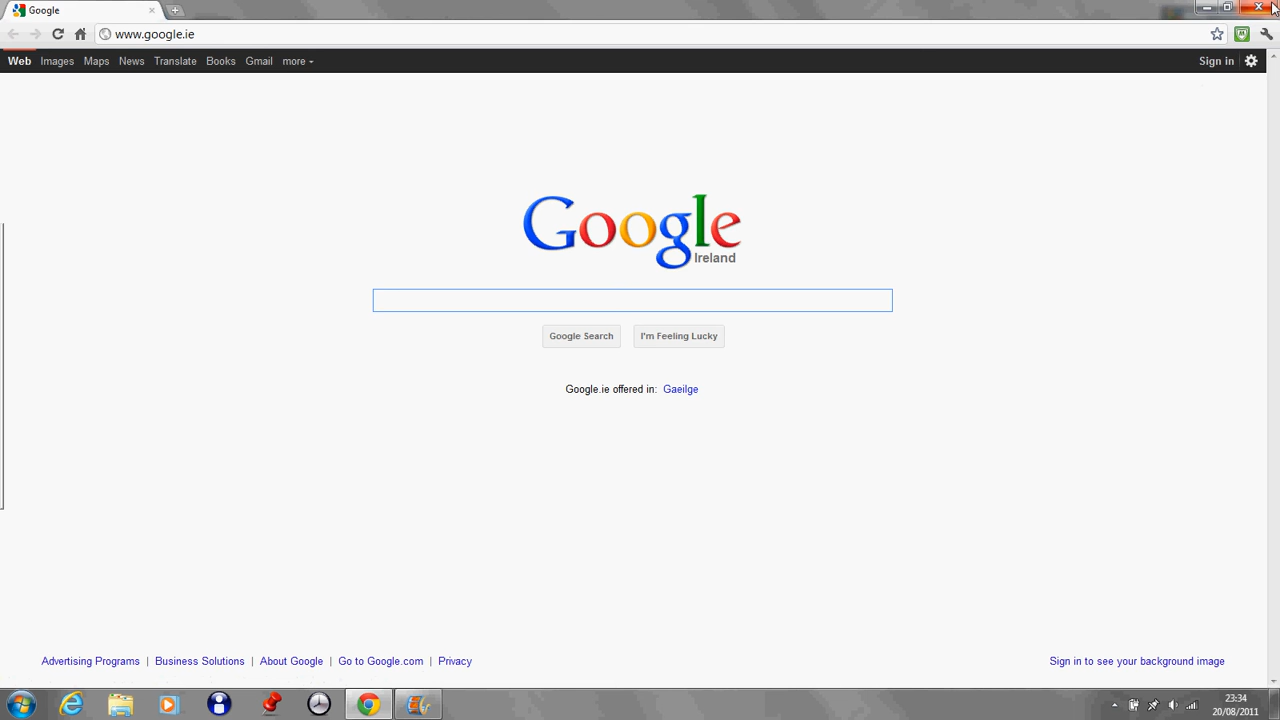 Google
www.google.ie
Web Images Maps News Translate Books Gmail more Sign in
Google
Ireland
Google Search I'm Feeling Lucky
Google.ie offered in: Gaeilge
Advertising Programs | Business Solutions | About Google | Go to Google.com | Privacy Sign in to see your background image
23:34
20/08/2011